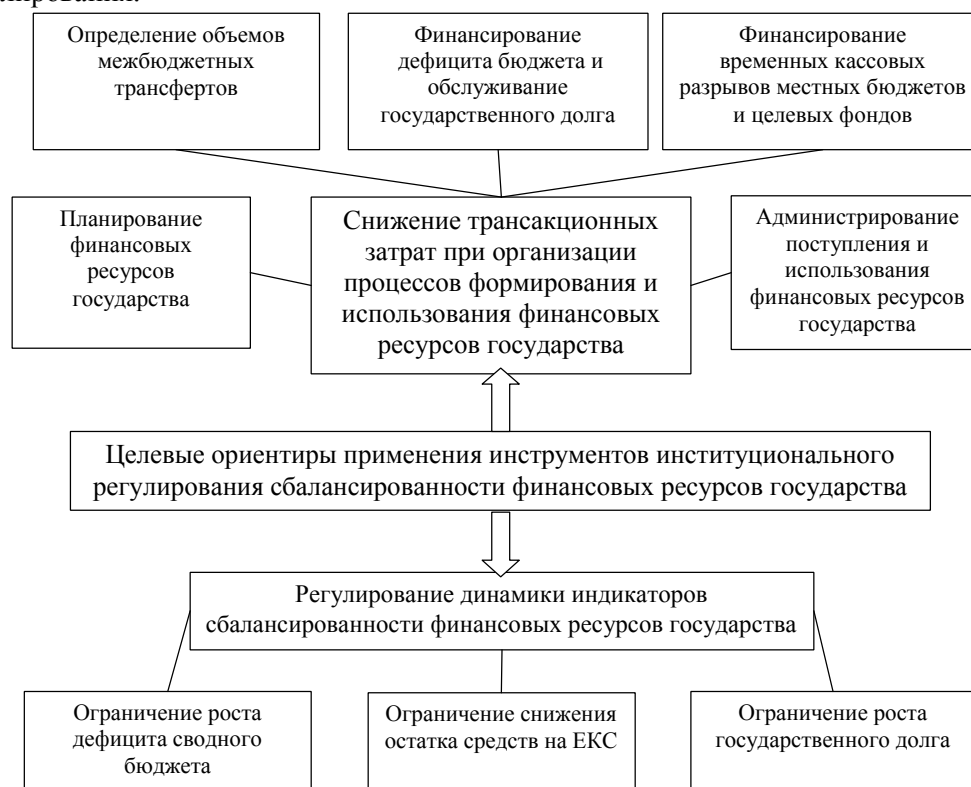 лирования.
Определение объемов
межбюджетных
трансфертов
Финансирование
дефицита бюджета и
обслуживание
государственного долга
Финансирование
временных кассовых
разрывов местных бюджетов
и целевых фондов
Планирование
финансовых
ресурсов
государства
Снижение трансакционных
затрат при организации
процессов формирования и
использования финансовых
ресурсов государства
Администрирование
поступления и
использования
финансовых ресурсов
государства
Целевые ориентиры применения инструментов институционального
регулирования сбалансированности финансовых ресурсов государства
Регулирование динамики индикаторов
сбалансированности финансовых ресурсов государства
Ограничение роста
дефицита сводного
бюджета
Ограничение снижения
остатка средств на ЕКС
Ограничение роста
государственного долга